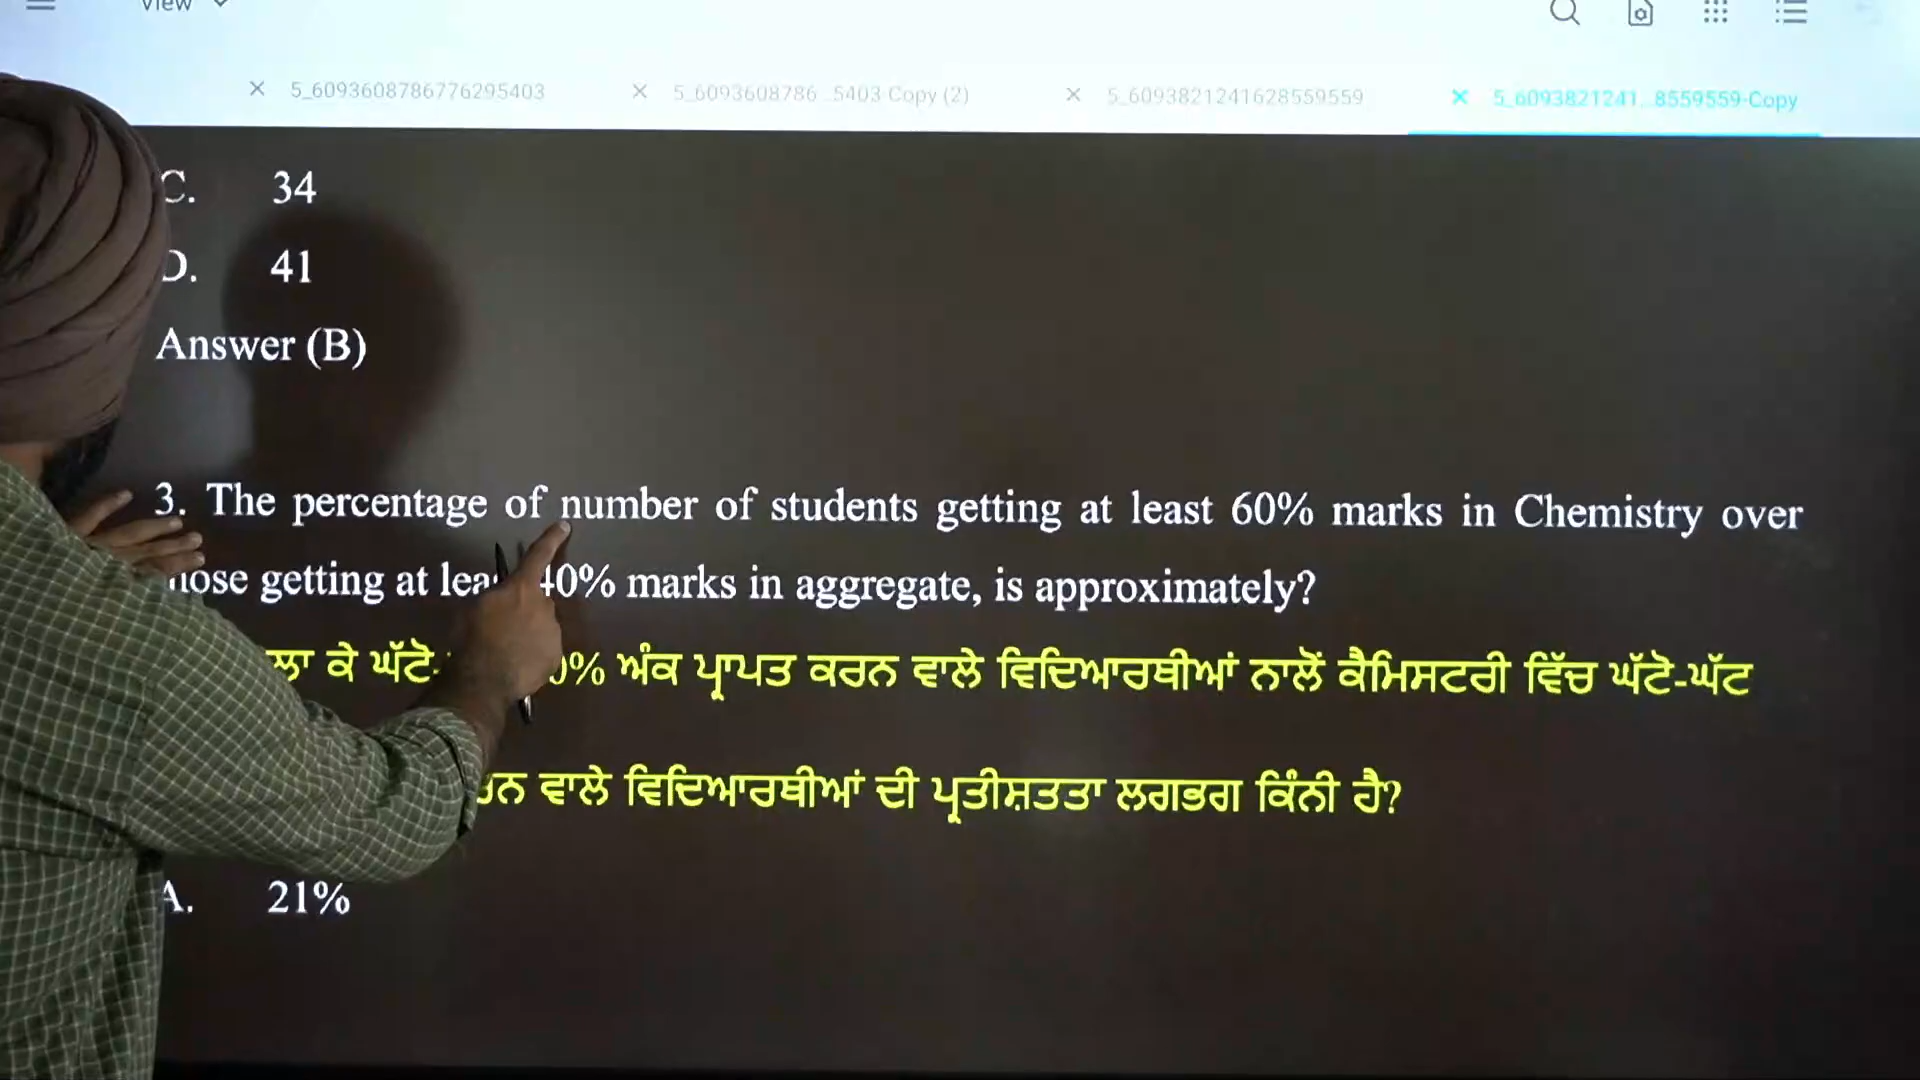 View
5_6093608786776295403
5_6093608786...5403 Copy (2)
5_6093821241628559559
5_6093821241...8559559-Copy
C. 34
D. 41
Answer (B)
3. The percentage of number of students getting at least 60% marks in Chemistry over
getting at 40% marks in aggregate, is approximately?
ਕੇ ਘੱਟੋ- ਅੰਕ ਪ੍ਰਾਪਤ ਕਰਨ ਵਾਲੇ ਵਿਦਿਆਰਥੀਆਂ ਨਾਲੋਂ ਕੈਮਿਸਟਰੀ ਵਿੱਚ ਘੱਟੋ-ਘੱਟ
ਵਾਲੇ ਵਿਦਿਆਰਥੀਆਂ ਦੀ ਪ੍ਰਤੀਸ਼ਤਤਾ ਲਗਭਗ ਕਿੰਨੀ ਹੈ?
A. 21%